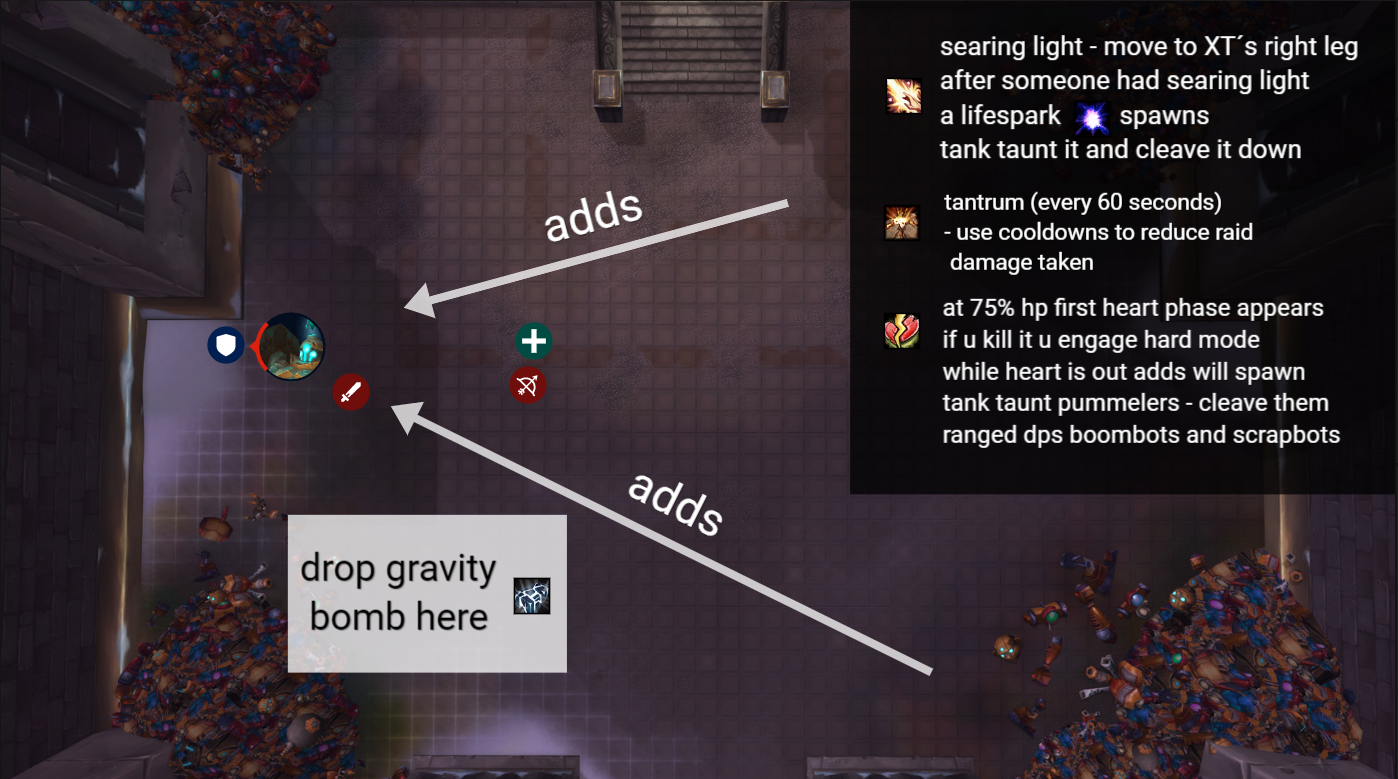 searing light - move to XT´s right leg
after someone had searing light
a lifespark spawns
tank taunt it and cleave it down
tantrum (every 60 seconds)
- use cooldowns to reduce raid
damage taken
at 75% hp first heart phase appears
if u kill it u engage hard mode
while heart is out adds will spawn
tank taunt pummelers - cleave them
ranged dps boombots and scrapbots
adds
adds
drop gravity
bomb here